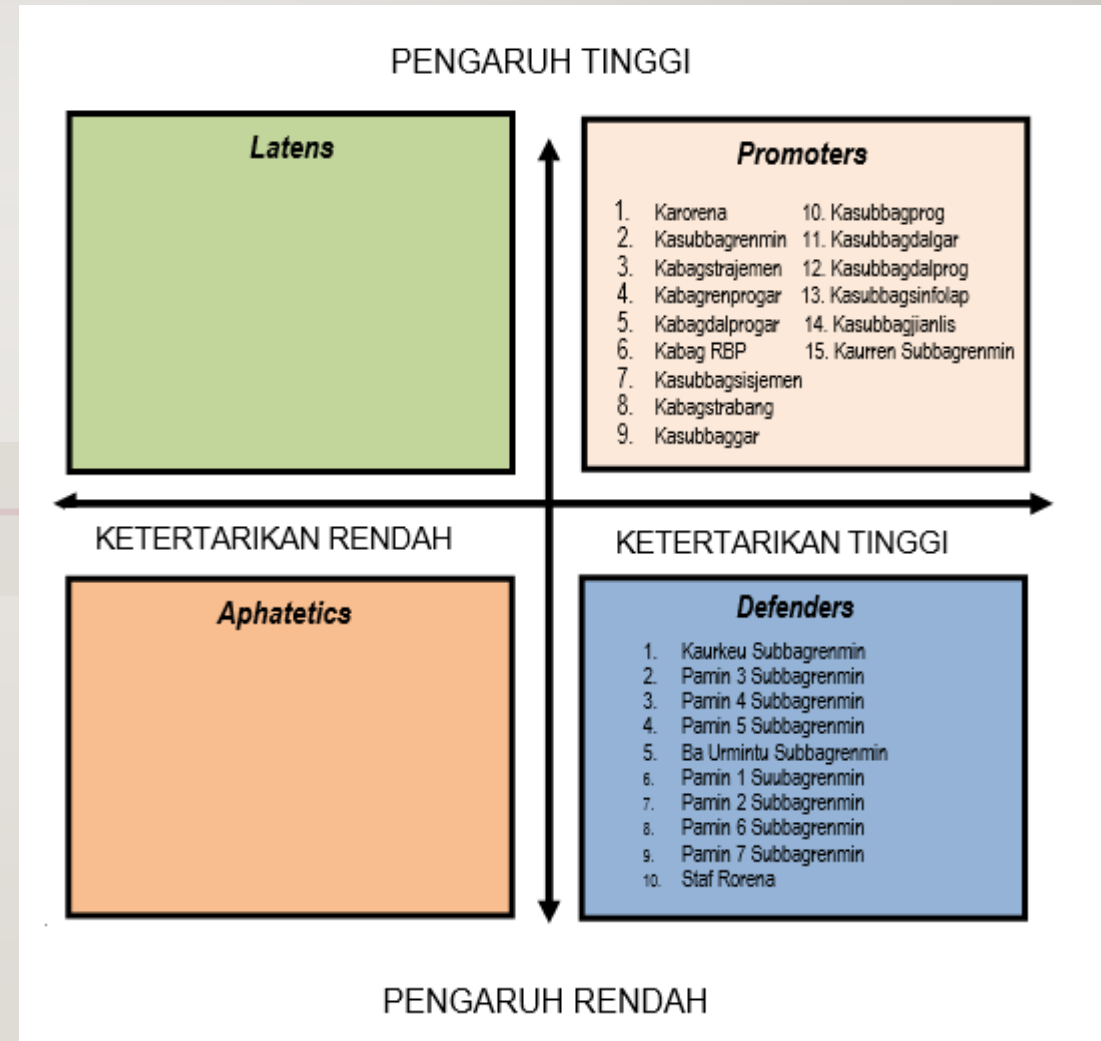 PENGARUH TINGGI
Latens
Promoters
1. Karorena
2. Kasubbagrenmin
3. Kabagstrajemen
4. Kabagrenprogar
5. Kabagdalprogar
6. Kabag RBP
7. Kasubbagsisjemen
8. Kabagstrabang
9. Kasubbaggar
10. Kasubbagprog
11. Kasubbagdalgar
12. Kasubbagdalprog
13. Kasubbagsinfolap
14. Kasubbagjianlis
15. Kaurren Subbagrenmin
KETERTARIKAN RENDAH
KETERTARIKAN TINGGI
Aphatetics
Defenders
1. Kaurkeu Subbagrenmin
2. Pamin 3 Subbagrenmin
3. Pamin 4 Subbagrenmin
4. Pamin 5 Subbagrenmin
5. Ba Urmintu Subbagrenmin
6. Pamin 1 Suubagrenmin
7. Pamin 2 Subbagrenmin
8. Pamin 6 Subbagrenmin
9. Pamin 7 Subbagrenmin
10. Staf Rorena
PENGARUH RENDAH